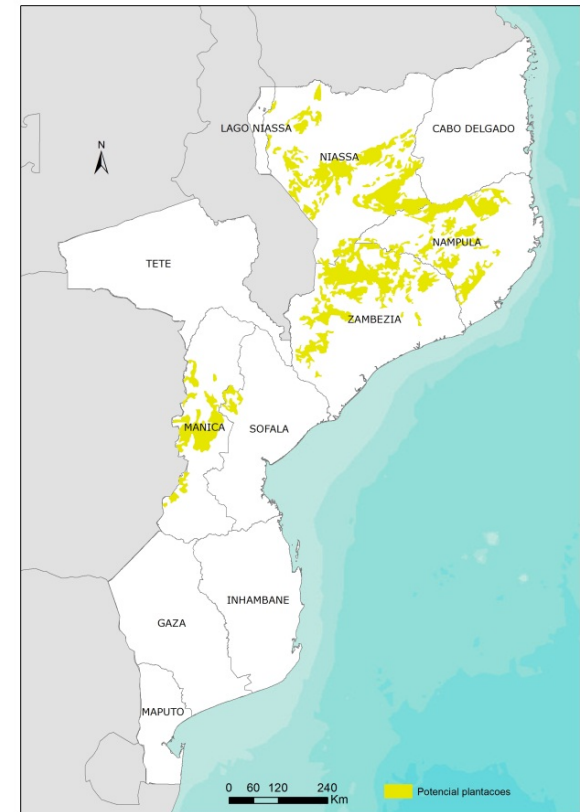 LAGO NIASSA
CABO DELGADO
N
NIASSA
NAMPULA
TETE
ZAMBEZIA
MANICA
SOFALA
INHAMBANE
GAZA
MAPUTO
0 60 120 240
Km
Potencial plantacoes